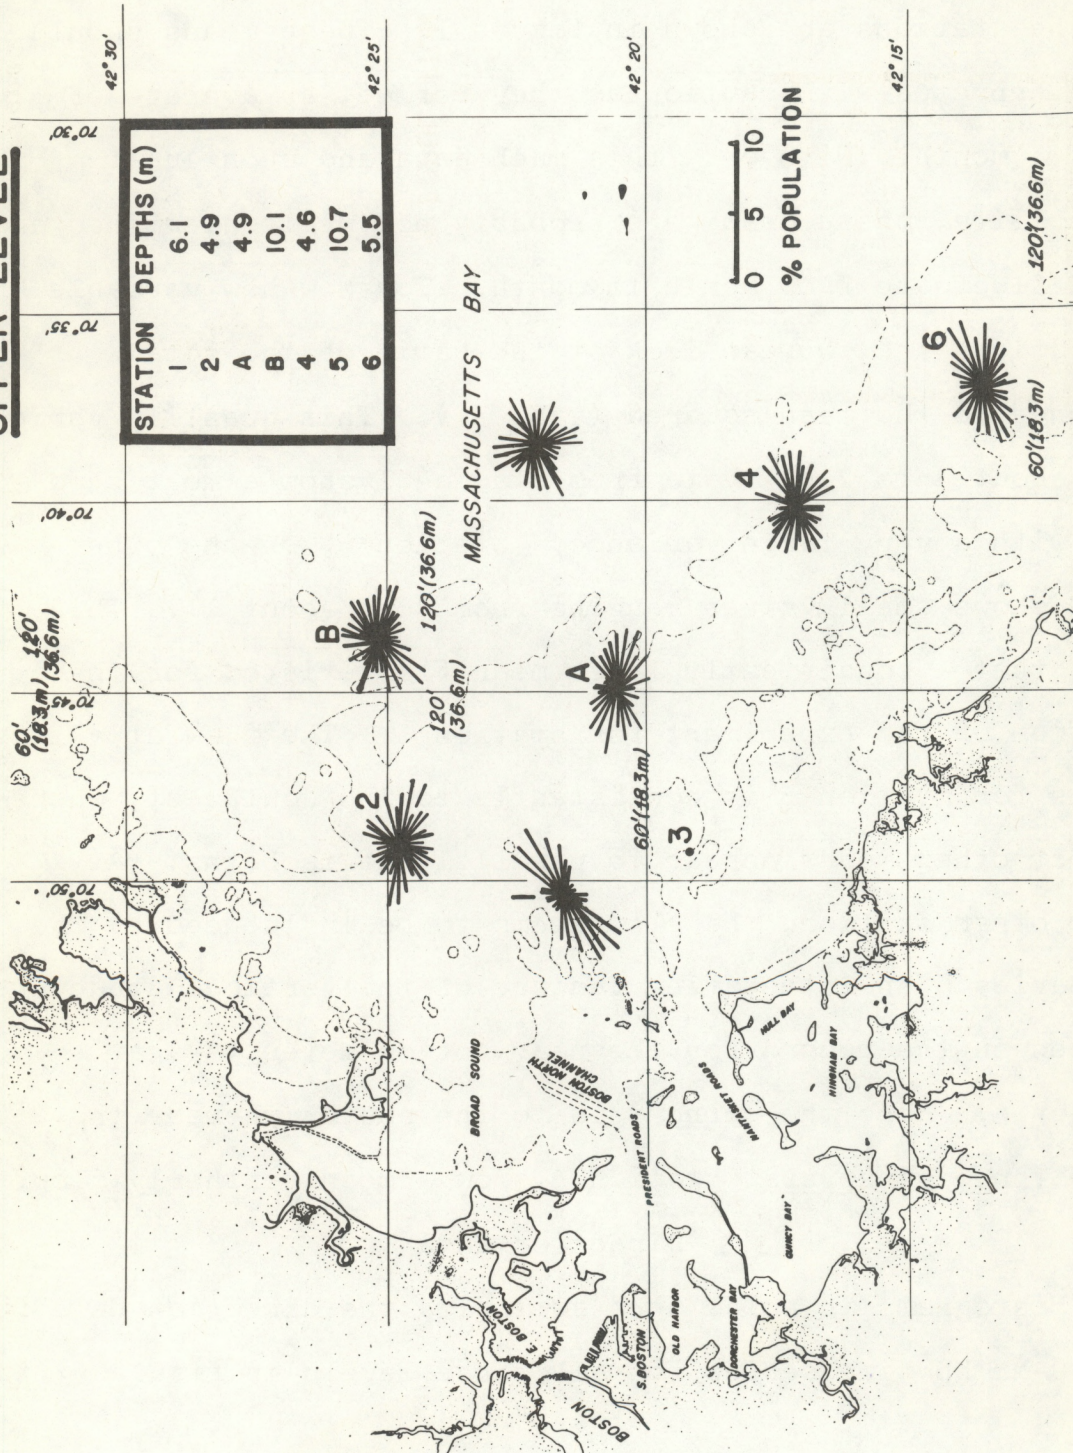 UPPER LEVEL
70°50'
70°45'
70°40'
70°35'
70°30'
42°30'
42°25'
42°20'
42°15'
STATION DEPTHS (m)
1 6.1
2 4.9
A 4.9
B 10.1
4 4.6
5 10.7
6 5.5
60'
(18.3m)
120'
(36.6m)
B
2
120'(36.6m)
120'
(36.6m)
MASSACHUSETTS BAY
1
A
60'(18.3m)
3
4
6
60'(18.3m)
120'(36.6m)
0 5 10
% POPULATION
BROAD SOUND
BOSTON NORTH
CHANNEL
PRESIDENT ROADS
NANTASKET ROADS
HULL BAY
HINGHAM BAY
QUINCY BAY
DORCHESTER BAY
OLD HARBOR
S. BOSTON
E. BOSTON
BOSTON